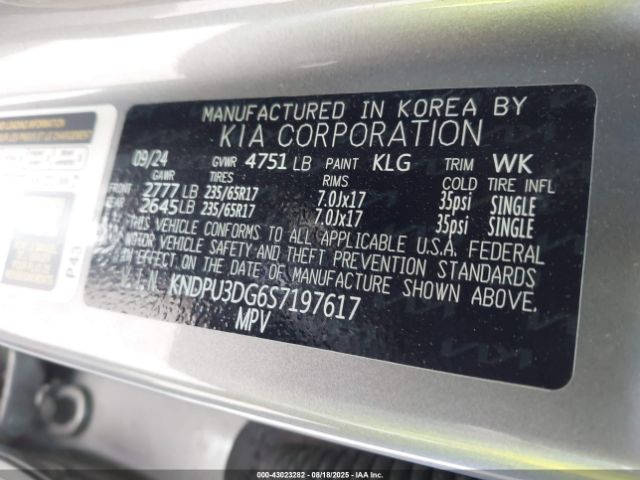 MANUFACTURED IN KOREA BY
KIA CORPORATION
09/24 GVWR 4751 LB PAINT KLG TRIM WK
GAWR TIRES RIMS COLD TIRE INFL
FRONT 2777 LB 235/65R17 7.0Jx17 35psi SINGLE
REAR 2645 LB 235/65R17 7.0Jx17 35psi SINGLE
THIS VEHICLE CONFORMS TO ALL APPLICABLE U.S.A. FEDERAL
MOTOR VEHICLE SAFETY AND THEFT PREVENTION STANDARDS
IN EFFECT ON THE DATE OF MANUFACTURE SHOWN ABOVE.
V.I.N. KNDPU3DG6S7197617
MPV
P43
000-43023282 - 08/18/2025 - IAAI.COM